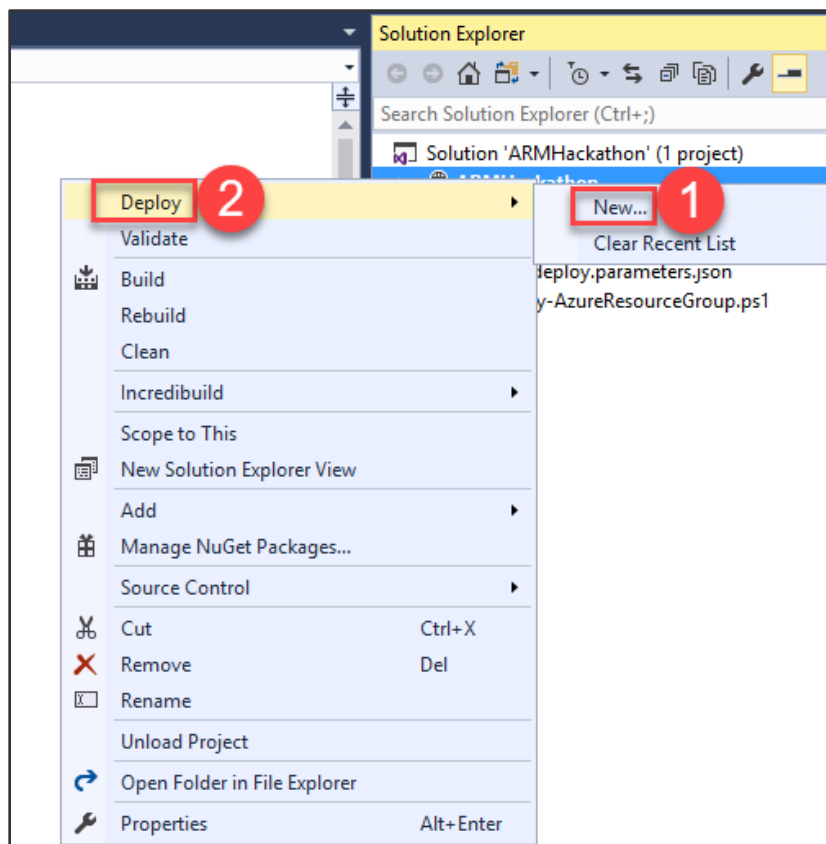 Solution Explorer
Search Solution Explorer (Ctrl+;)
Solution 'ARMHackathon' (1 project)
ARMHackathon
Deploy 2
New... 1
Clear Recent List
Validate
deploy.parameters.json
Build
y-AzureResourceGroup.ps1
Rebuild
Clean
Incredibuild
Scope to This
New Solution Explorer View
Add
Manage NuGet Packages...
Source Control
Cut Ctrl+X
Remove Del
Rename
Unload Project
Open Folder in File Explorer
Properties Alt+Enter